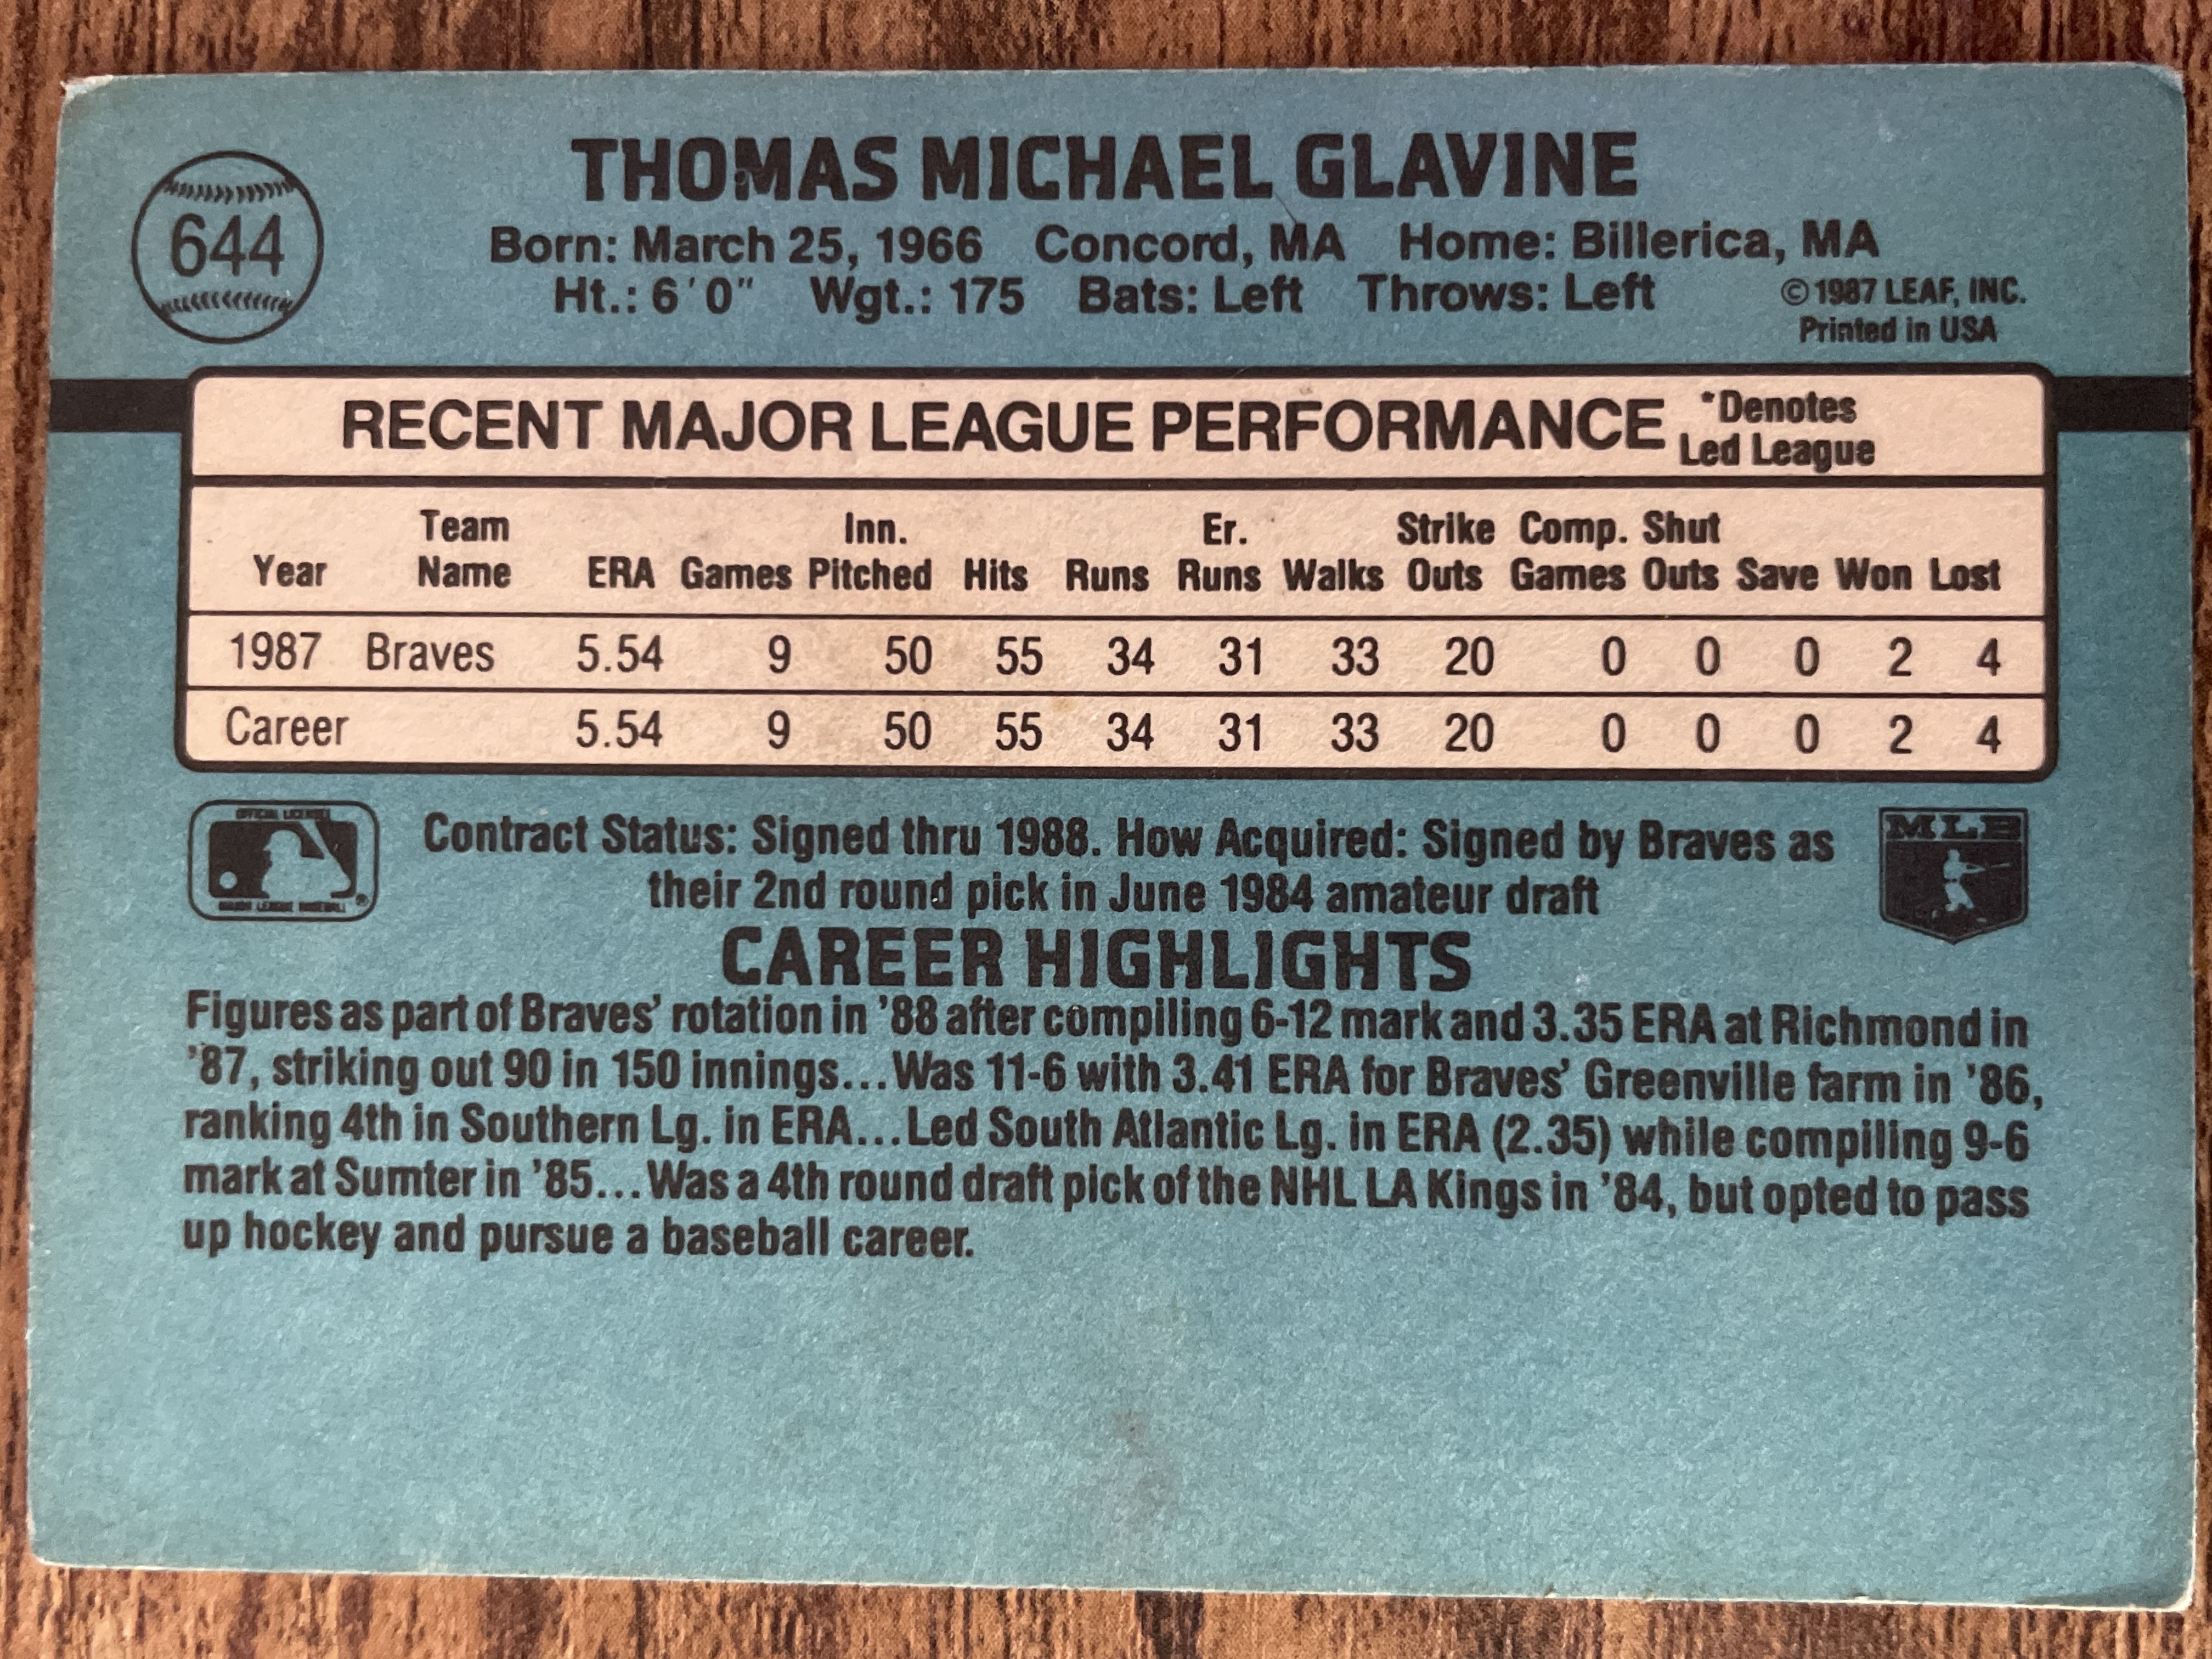 THOMAS MICHAEL GLAVINE
644
Born: March 25, 1966 Concord, MA Home: Billerica, MA
Ht.: 6'0" Wgt.: 175 Bats: Left Throws: Left
©1987 LEAF, INC.
Printed in USA
RECENT MAJOR LEAGUE PERFORMANCE *Denotes
Led League
Team Inn. Er. Strike Comp. Shut
Year Name ERA Games Pitched Hits Runs Runs Walks Outs Games Outs Save Won Lost
1987 Braves 5.54 9 50 55 34 31 33 20 0 0 0 2 4
Career 5.54 9 50 55 34 31 33 20 0 0 0 2 4
OFFICIAL LICENSEE
MAJOR LEAGUE BASEBALL ®
Contract Status: Signed thru 1988. How Acquired: Signed by Braves as
their 2nd round pick in June 1984 amateur draft
MLB
CAREER HIGHLIGHTS
Figures as part of Braves' rotation in '88 after compiling 6-12 mark and 3.35 ERA at Richmond in
'87, striking out 90 in 150 innings...Was 11-6 with 3.41 ERA for Braves' Greenville farm in '86,
ranking 4th in Southern Lg. in ERA...Led South Atlantic Lg. in ERA (2.35) while compiling 9-6
mark at Sumter in '85...Was a 4th round draft pick of the NHL LA Kings in '84, but opted to pass
up hockey and pursue a baseball career.